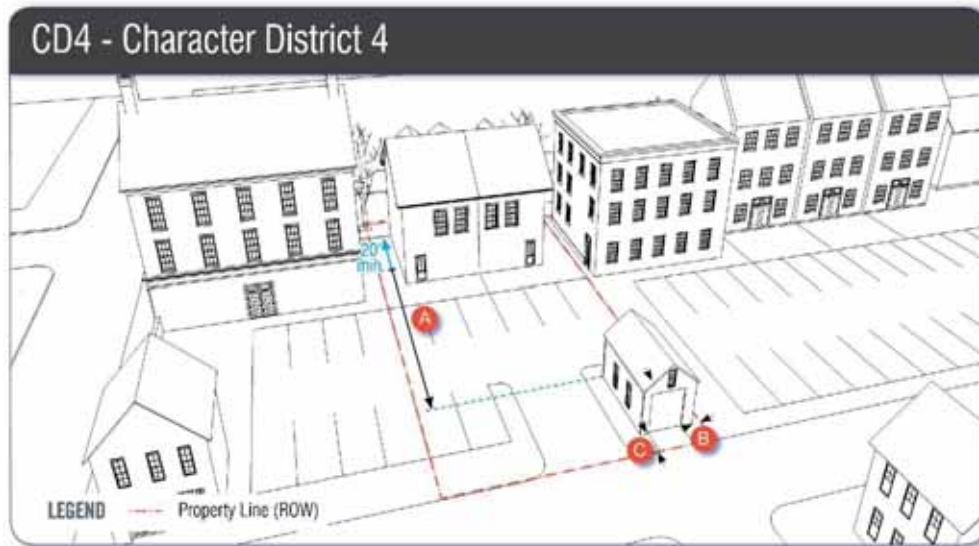 CD4 - Character District 4
20'
min.
A
C
B
LEGEND
Property Line (ROW)